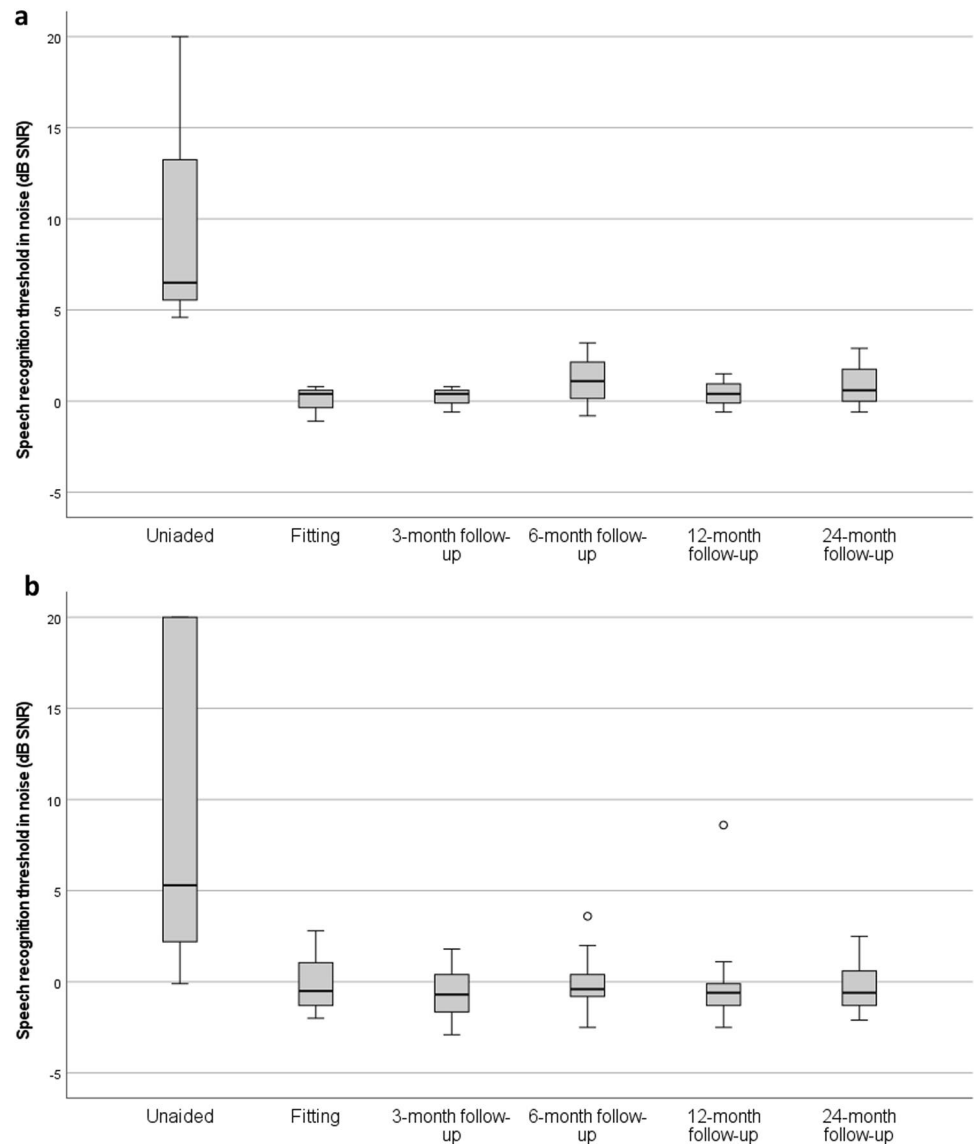 a
Speech recognition threshold in noise (dB SNR)
20
15
10
5
0
-5
Uniaded
Fitting
3-month follow-
up
6-month follow-
up
12-month
follow-up
24-month
follow-up
b
Speech recognition threshold in noise (dB SNR)
20
15
10
5
0
-5
Unaided
Fitting
3-month follow-
up
6-month follow-
up
12-month
follow-up
24-month
follow-up